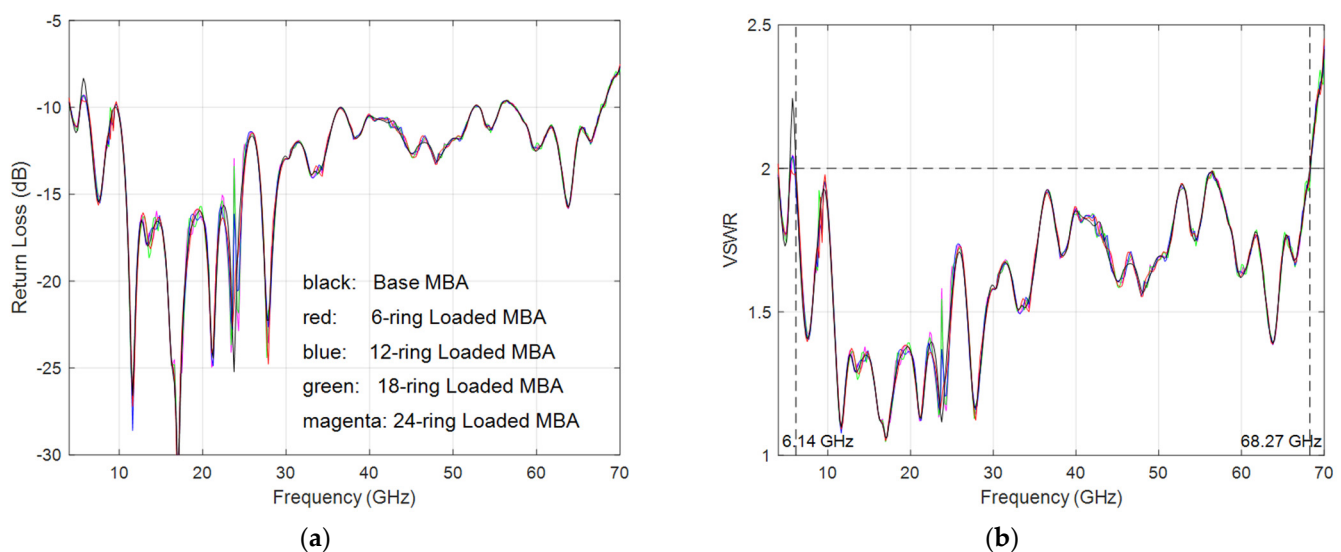 -5
-10
-15
-20
-25
-30
Return Loss (dB)
black: Base MBA
red: 6-ring Loaded MBA
blue: 12-ring Loaded MBA
green: 18-ring Loaded MBA
magenta: 24-ring Loaded MBA
10 20 30 40 50 60 70
Frequency (GHz)
(a)
2.5
2
1.5
1
VSWR
6.14 GHz
68.27 GHz
10 20 30 40 50 60 70
Frequency (GHz)
(b)